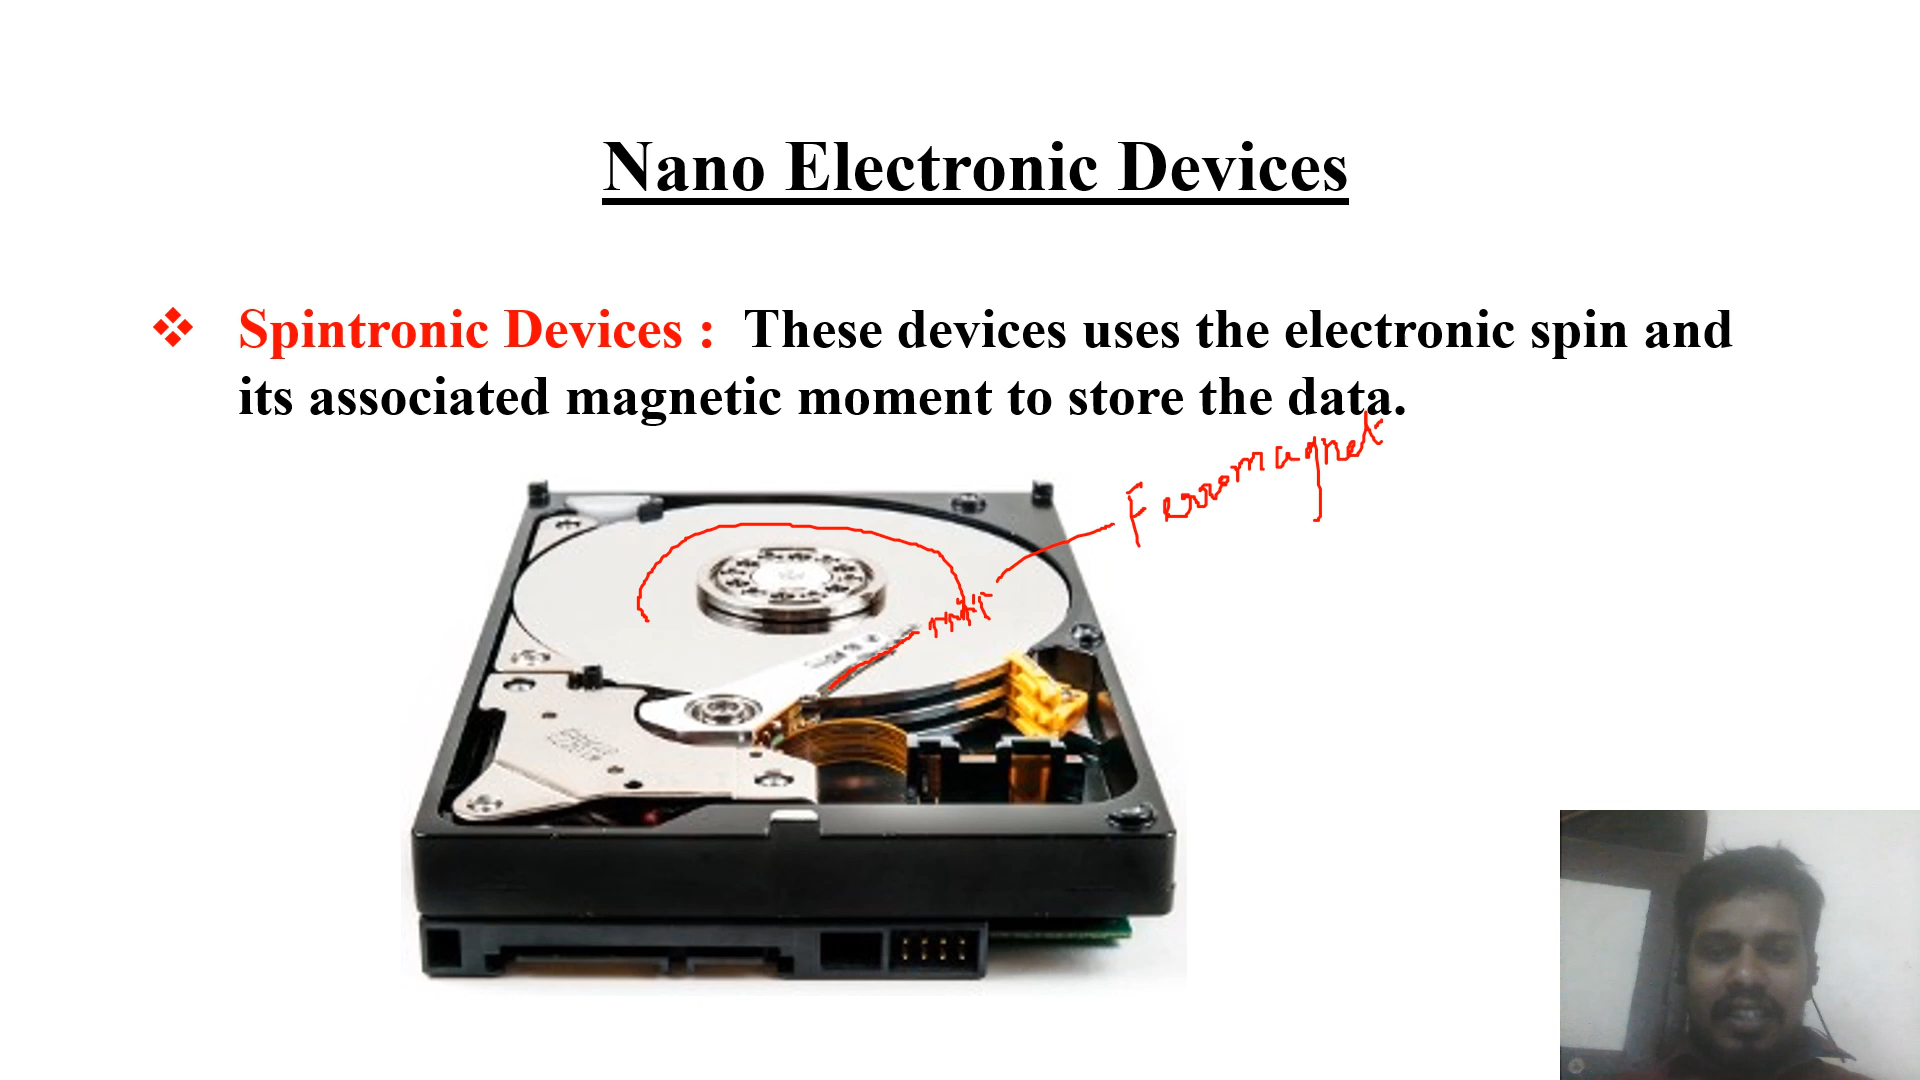 Nano Electronic Devices
❖ Spintronic Devices : These devices uses the electronic spin and
its associated magnetic moment to store the data.
Ferromagnet